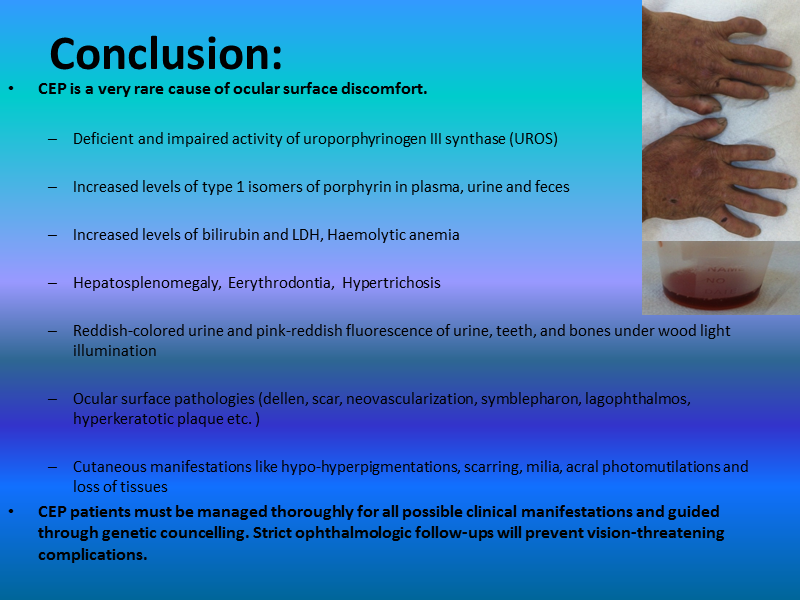 Conclusion:
• CEP is a very rare cause of ocular surface discomfort.
– Deficient and impaired activity of uroporphyrinogen III synthase (UROS)
– Increased levels of type 1 isomers of porphyrin in plasma, urine and feces
– Increased levels of bilirubin and LDH, Haemolytic anemia
– Hepatosplenomegaly, Eerythrodontia, Hypertrichosis
– Reddish-colored urine and pink-reddish fluorescence of urine, teeth, and bones under wood light
illumination
– Ocular surface pathologies (dellen, scar, neovascularization, symblepharon, lagophthalmos,
hyperkeratotic plaque etc. )
– Cutaneous manifestations like hypo-hyperpigmentations, scarring, milia, acral photomutilations and
loss of tissues
• CEP patients must be managed thoroughly for all possible clinical manifestations and guided
through genetic councelling. Strict ophthalmologic follow-ups will prevent vision-threatening
complications.